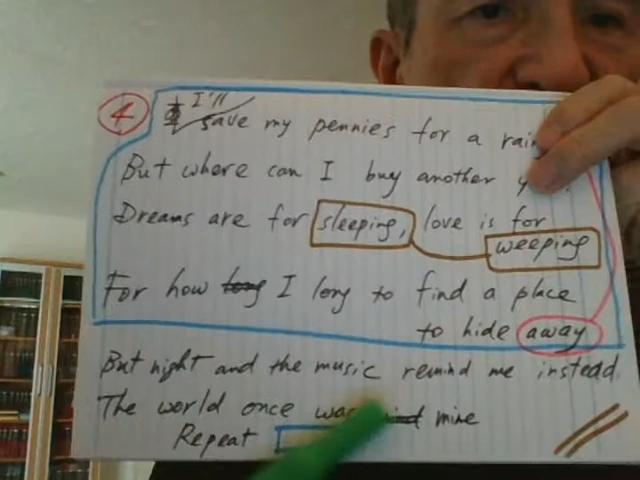 4
I'll
save my pennies for a
But where can I buy another
Dreams are for sleeping, love is for
weeping
For how long I long to find a place
to hide away
But night and the music remind me instead
The world once was mine
Repeat